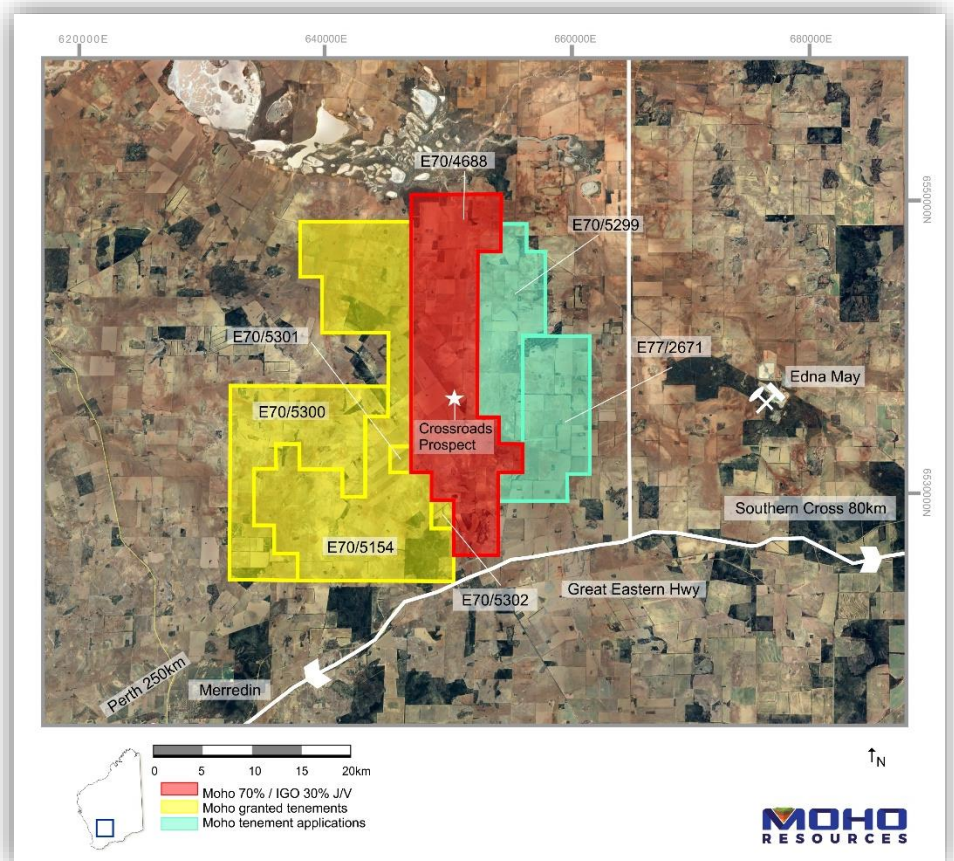 620000E
640000E
660000E
680000E
E70/4688
6550000N
E70/5299
E70/5301
E77/2671
Edna May
E70/5300
Crossroads
Prospect
6530000N
Southern Cross 80km
E70/5154
E70/5302
Great Eastern Hwy
Perth 250km
Merredin
0 5 10 15 20km
N
Moho 70% / IGO 30% J/V
Moho granted tenements
Moho tenement applications
MOHO
RESOURCES